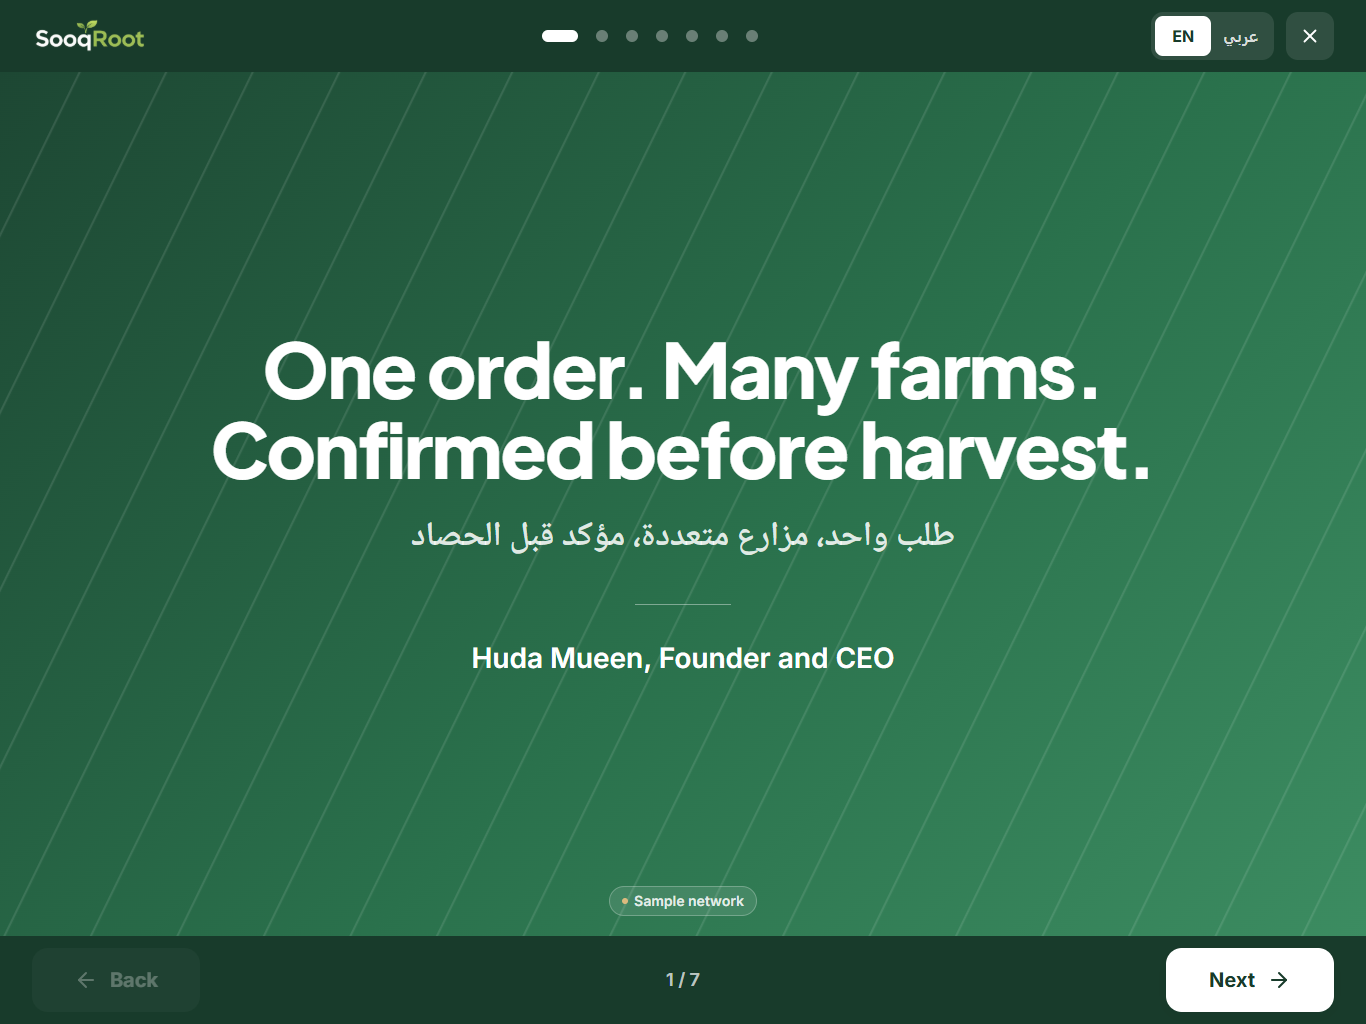 SooqRoot
EN
عربي
One order. Many farms.
Confirmed before harvest.
طلب واحد، مزارع متعددة، مؤكد قبل الحصاد
Huda Mueen, Founder and CEO
Sample network
Back
1 / 7
Next